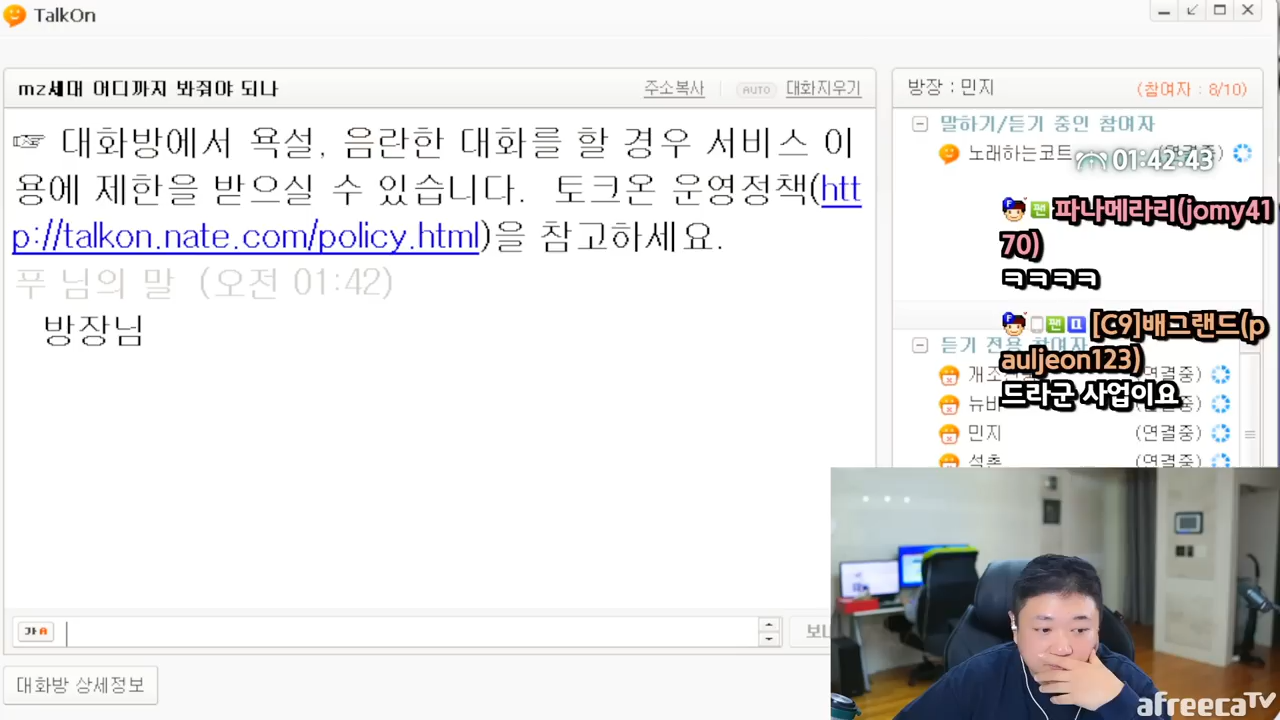 TalkOn
mz세대 어디까지 봐줘야 되나
주소복사
AUTO
대화지우기
☞ 대화방에서 욕설, 음란한 대화를 할 경우 서비스 이
용에 제한을 받으실 수 있습니다. 토크온 운영정책(htt
p://talkon.nate.com/policy.html)을 참고하세요.
푸 님의 말 (오전 01:42)
방장님
가
대화방 상세정보
방장 : 민지
(참여자 : 8/10)
말하기/듣기 중인 참여자
노래하는코트
01:42:43
팬 파나메라리(jomy41
70)
ㅋㅋㅋㅋ
팬 [C9]배그랜드(p
auljeon123)
드라군 사업이요
듣기 전용 참여자
뉴비
민지 (연결중)
석촌 (연결중)
afreecaTV